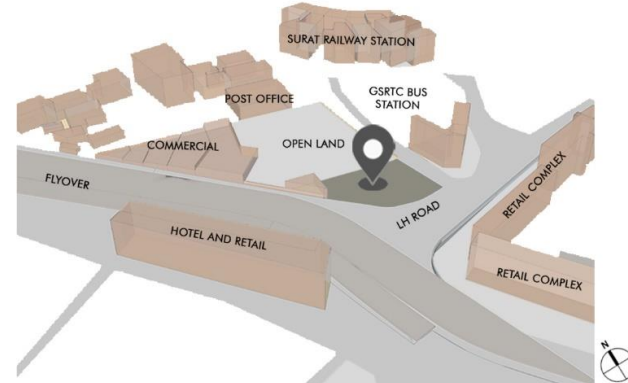 SURAT RAILWAY STATION
GSRTC BUS
STATION
POST OFFICE
COMMERCIAL
OPEN LAND
FLYOVER
RETAIL COMPLEX
LH ROAD
HOTEL AND RETAIL
RETAIL COMPLEX
N